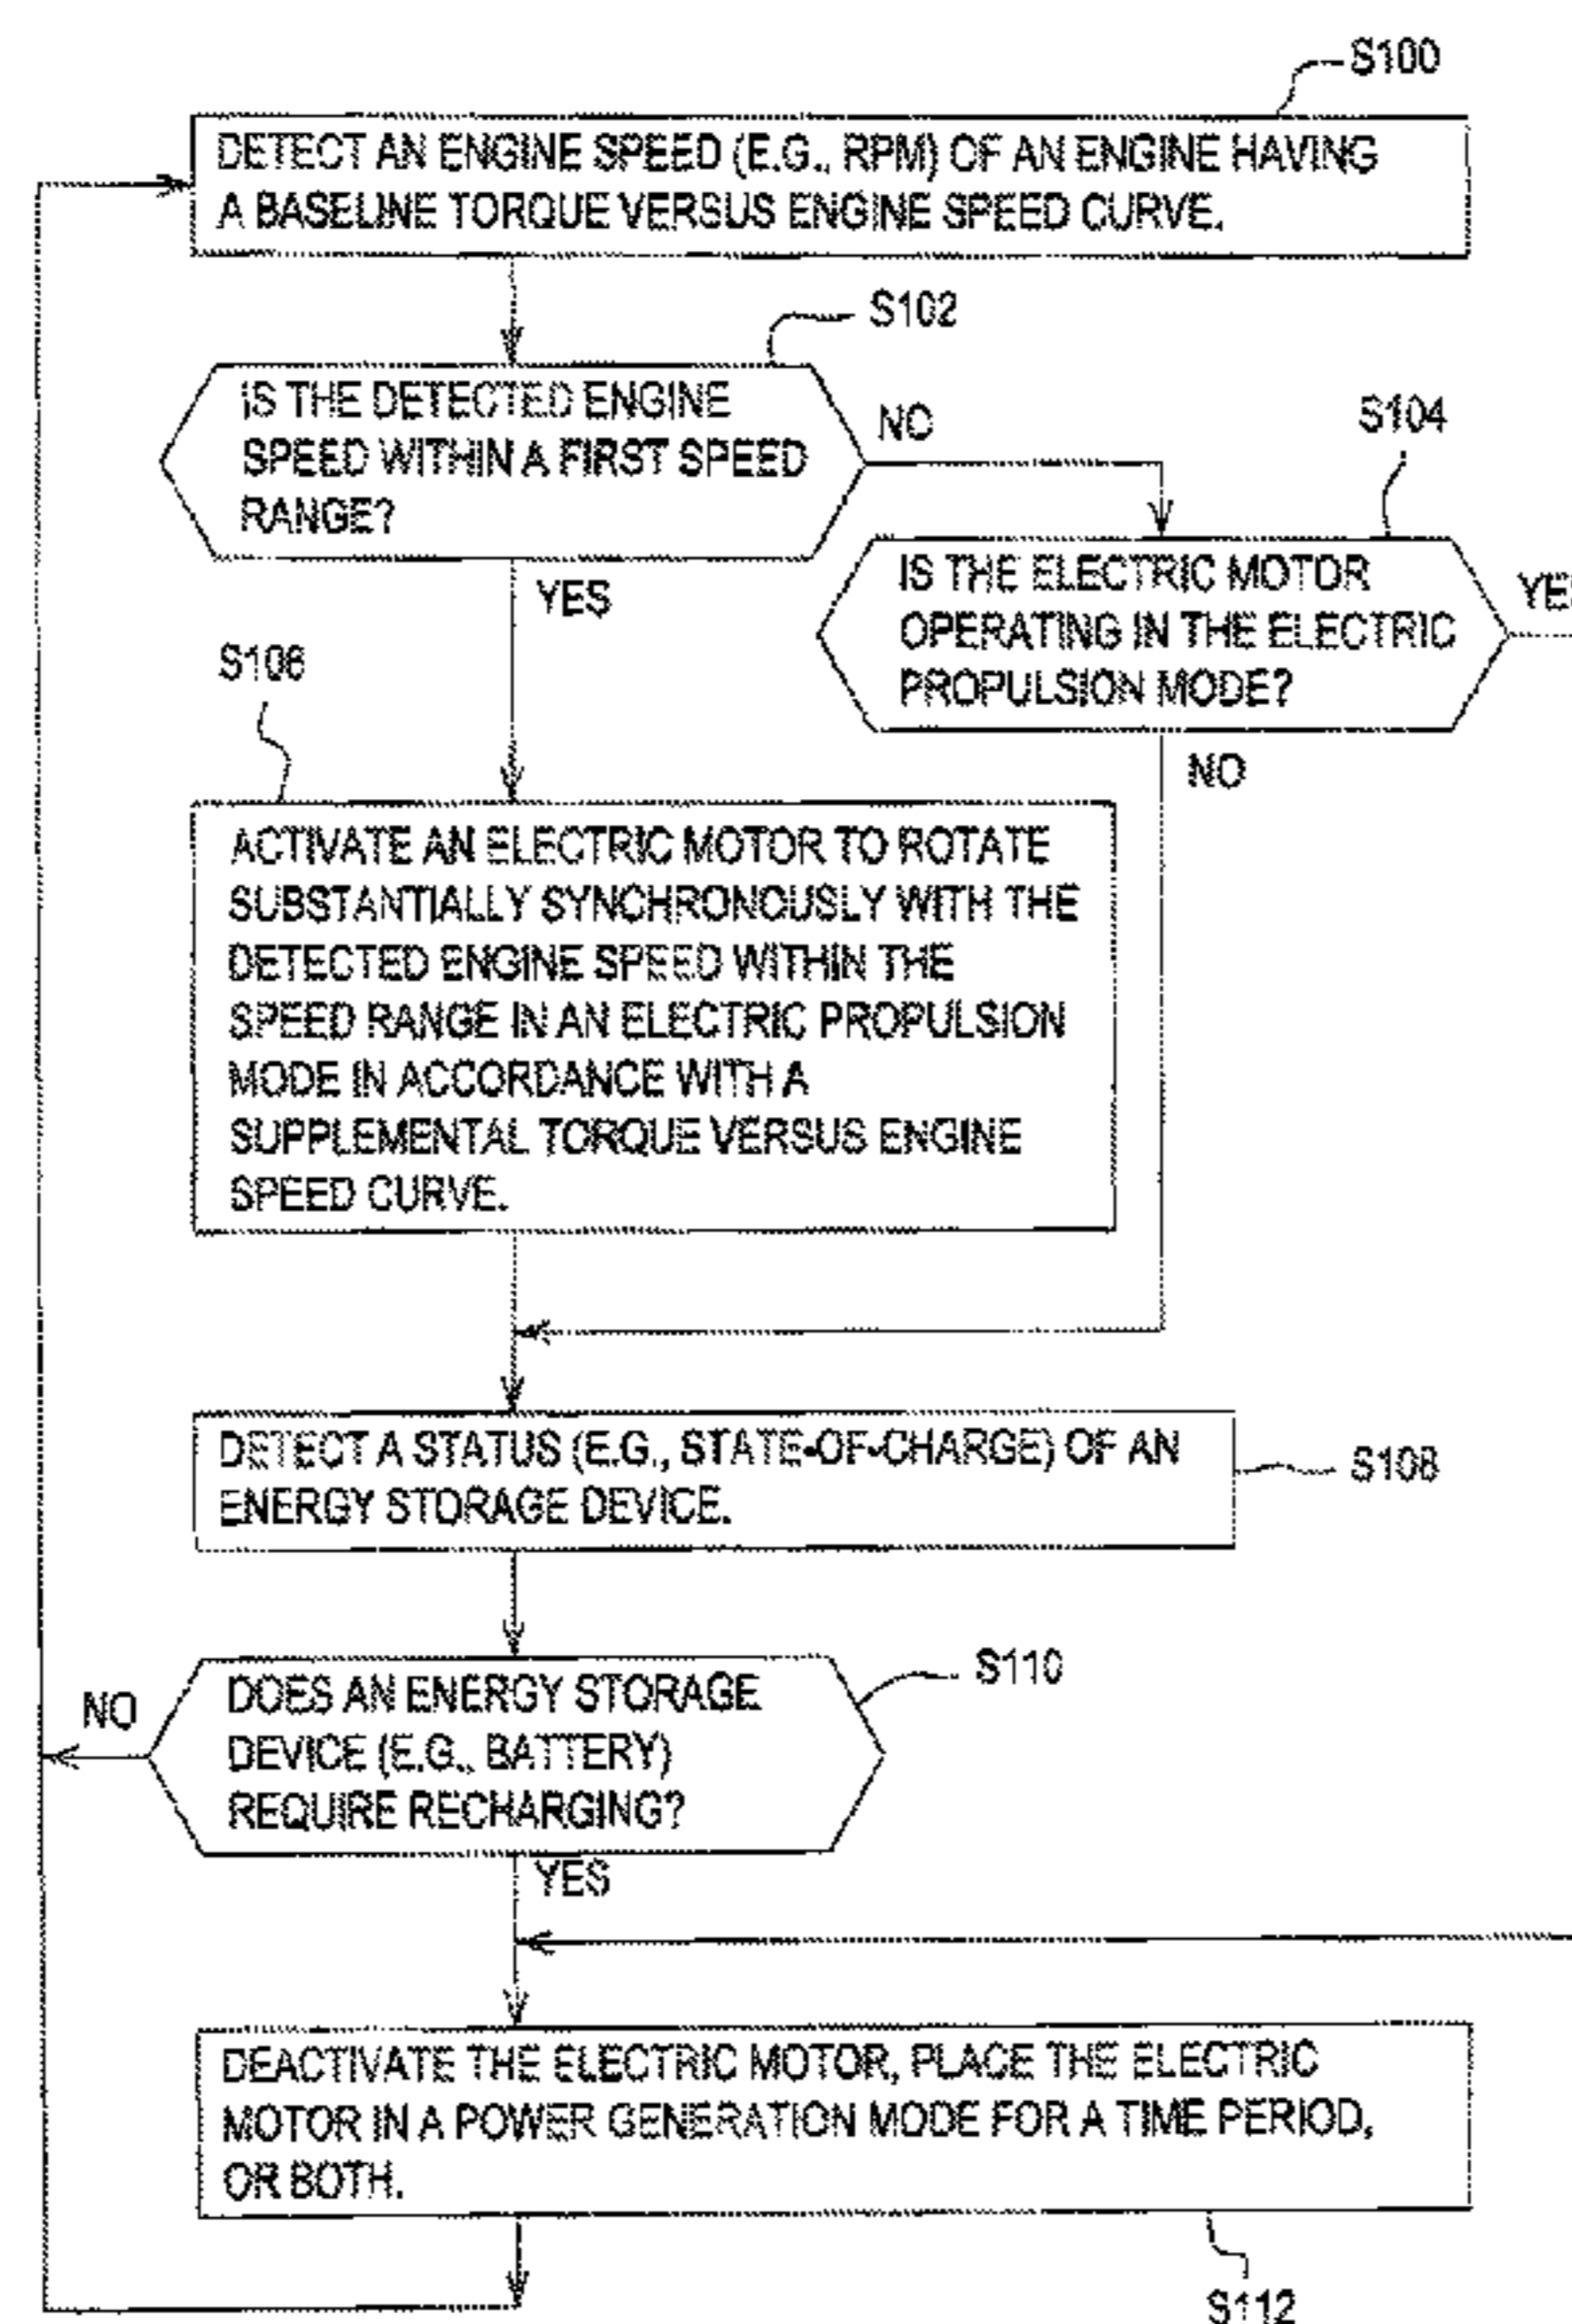 S100
DETECT AN ENGINE SPEED (E.G., RPM) OF AN ENGINE HAVING
A BASELINE TORQUE VERSUS ENGINE SPEED CURVE.
S102
IS THE DETECTED ENGINE
SPEED WITHIN A FIRST SPEED
RANGE?
NO
YES
S104
IS THE ELECTRIC MOTOR
OPERATING IN THE ELECTRIC
PROPULSION MODE?
YES
NO
S106
ACTIVATE AN ELECTRIC MOTOR TO ROTATE
SUBSTANTIALLY SYNCHRONOUSLY WITH THE
DETECTED ENGINE SPEED WITHIN THE
SPEED RANGE IN AN ELECTRIC PROPULSION
MODE IN ACCORDANCE WITH A
SUPPLEMENTAL TORQUE VERSUS ENGINE
SPEED CURVE.
DETECT A STATUS (E.G., STATE-OF-CHARGE) OF AN
ENERGY STORAGE DEVICE.
S108
S110
DOES AN ENERGY STORAGE
DEVICE (E.G., BATTERY)
REQUIRE RECHARGING?
NO
YES
DEACTIVATE THE ELECTRIC MOTOR, PLACE THE ELECTRIC
MOTOR IN A POWER GENERATION MODE FOR A TIME PERIOD,
OR BOTH.
S112